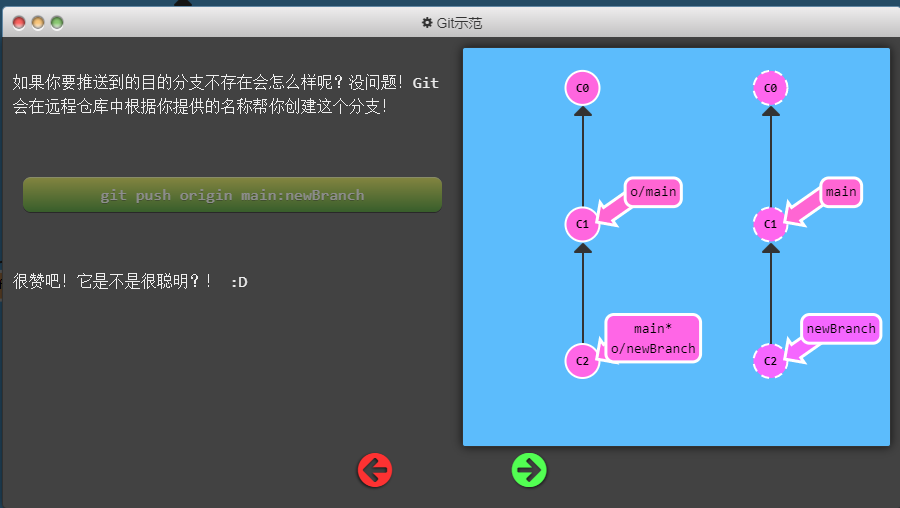 Git示范
如果你要推送到的目的分支不存在会怎么样呢？没问题！Git
会在远程仓库中根据你提供的名称帮你创建这个分支！
git push origin main:newBranch
很赞吧！它是不是很聪明？！ :D
C0
C0
o/main
main
C1
C1
main*
o/newBranch
newBranch
C2
C2